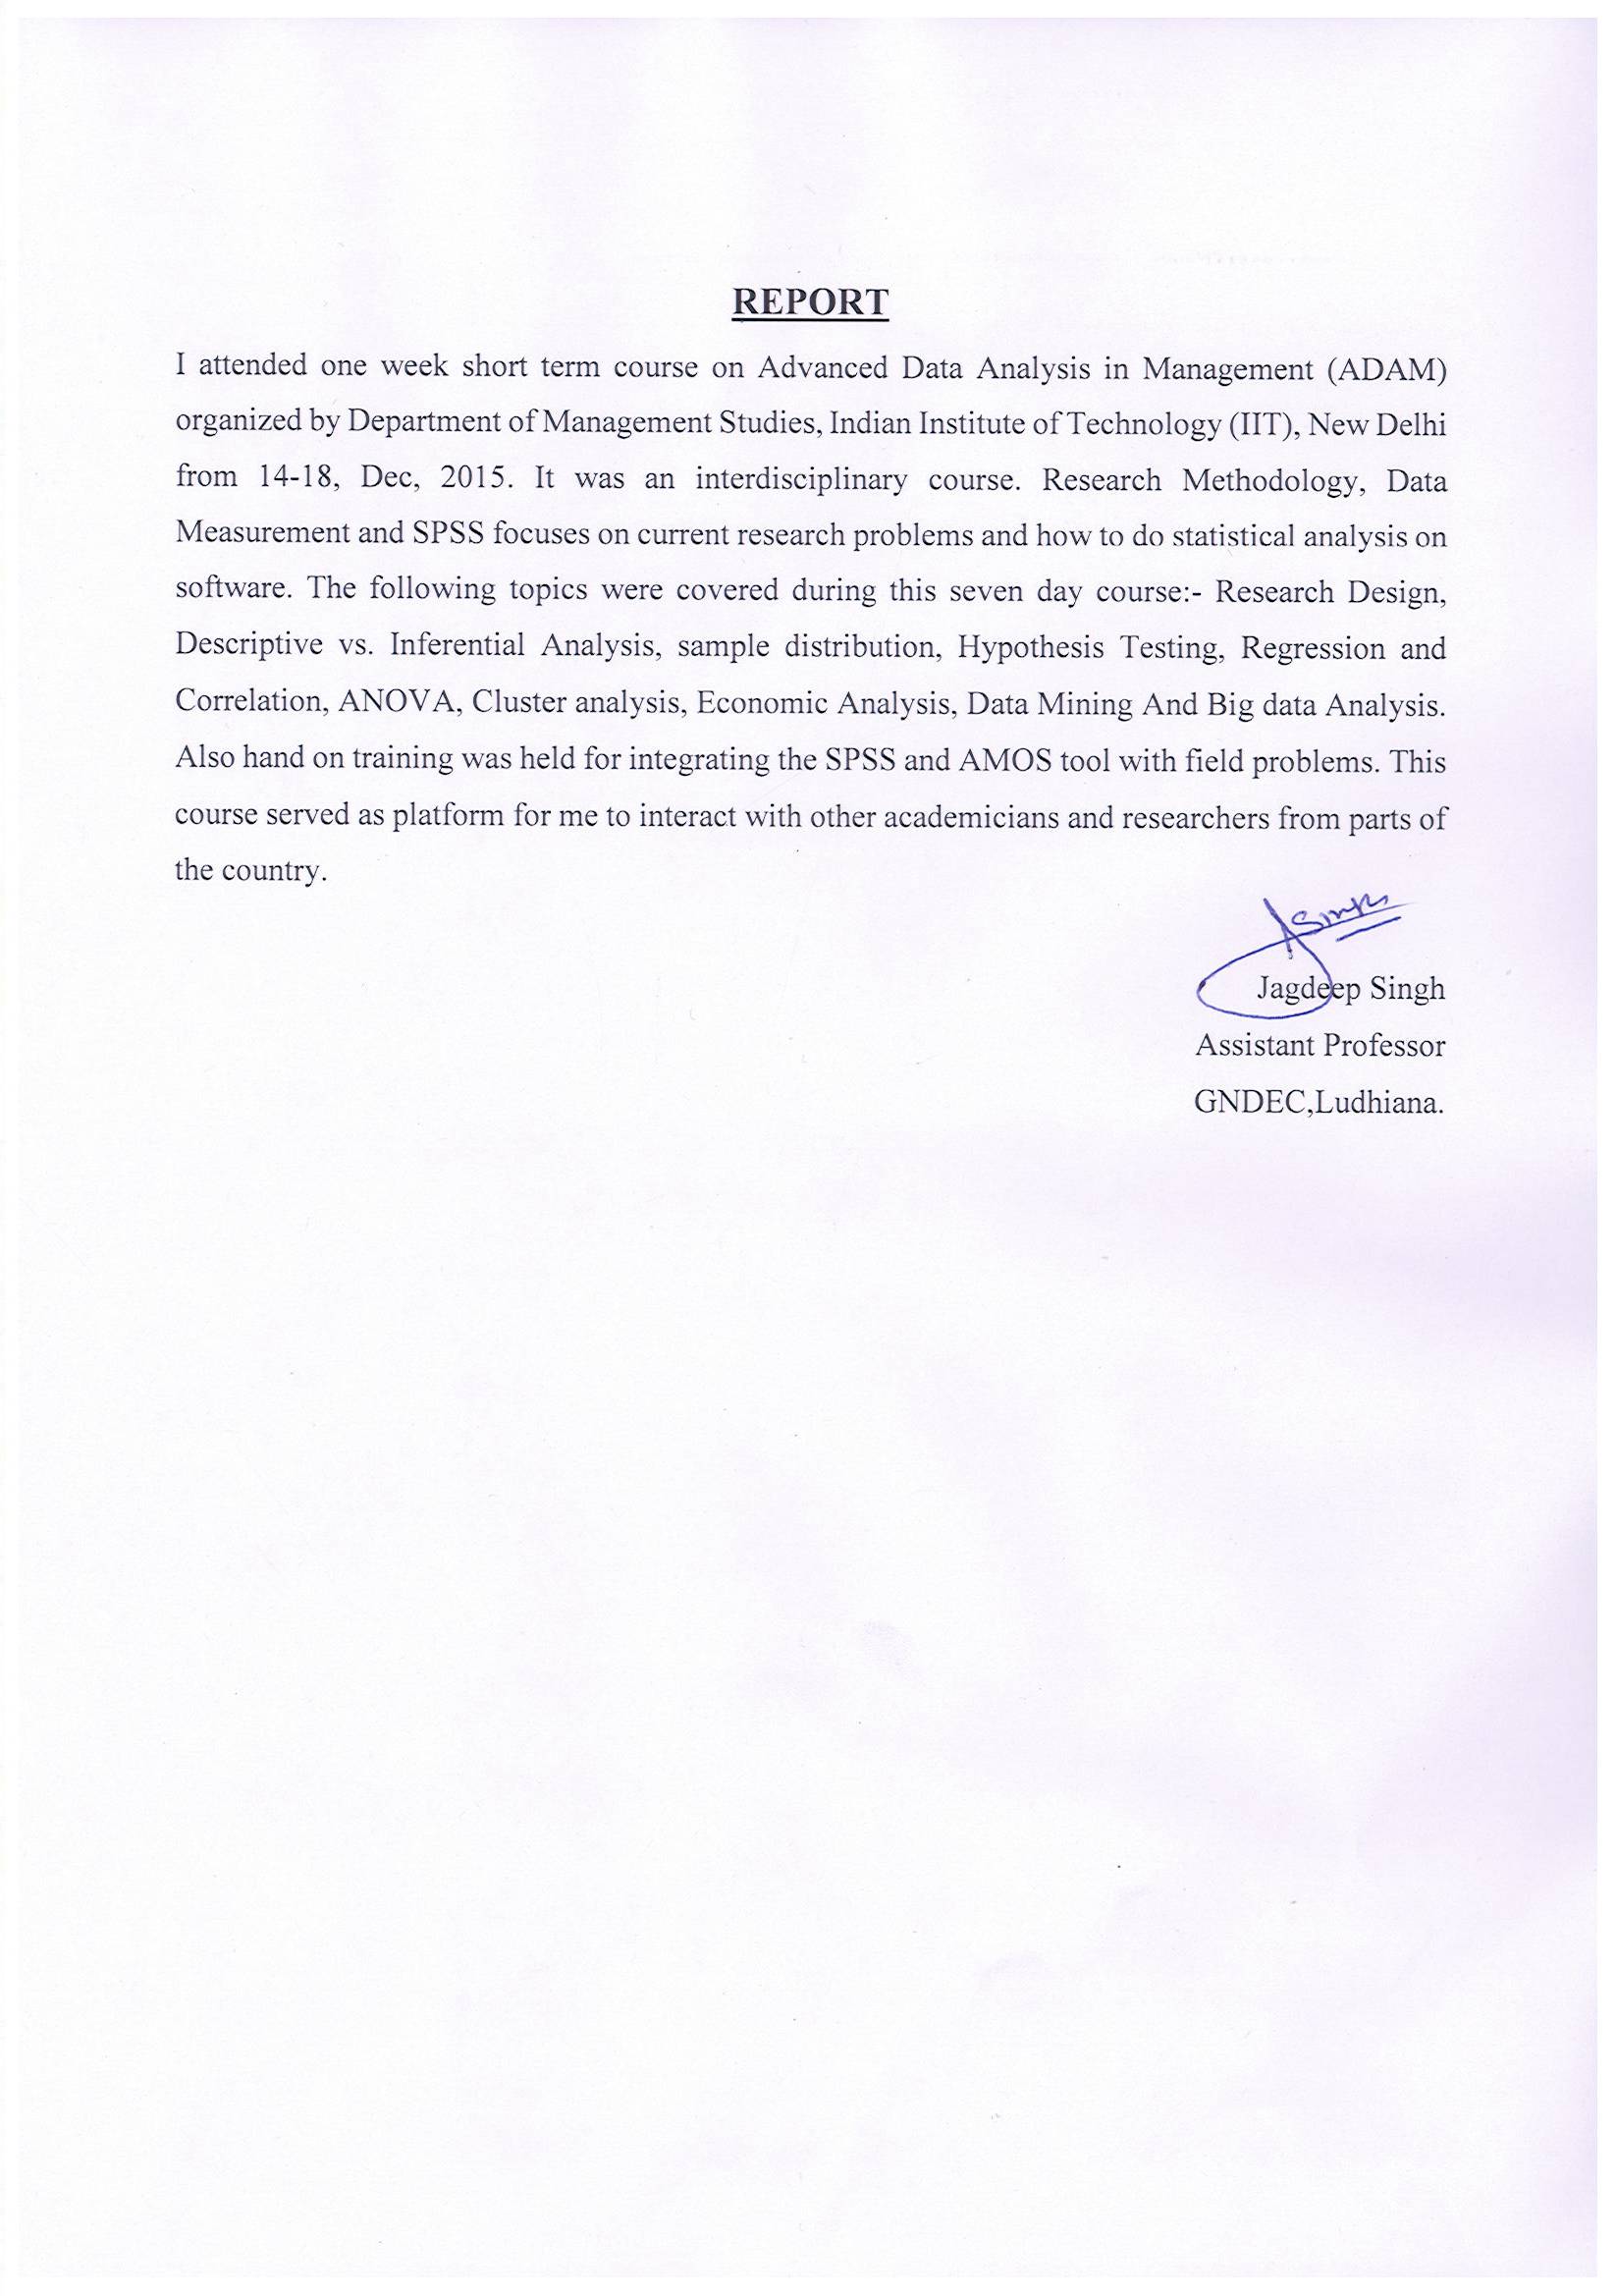 REPORT
I attended one week short term course on Advanced Data Analysis in Management (ADAM)
organized by Department of Management Studies, Indian Institute of Technology (IIT), New Delhi
from 14-18, Dec, 2015. It was an interdisciplinary course. Research Methodology, Data
Measurement and SPSS focuses on current research problems and how to do statistical analysis on
software. The following topics were covered during this seven day course:- Research Design,
Descriptive vs. Inferential Analysis, sample distribution, Hypothesis Testing, Regression and
Correlation, ANOVA, Cluster analysis, Economic Analysis, Data Mining And Big data Analysis.
Also hand on training was held for integrating the SPSS and AMOS tool with field problems. This
course served as platform for me to interact with other academicians and researchers from parts of
the country.
Jagdeep Singh
Assistant Professor
GNDEC,Ludhiana.